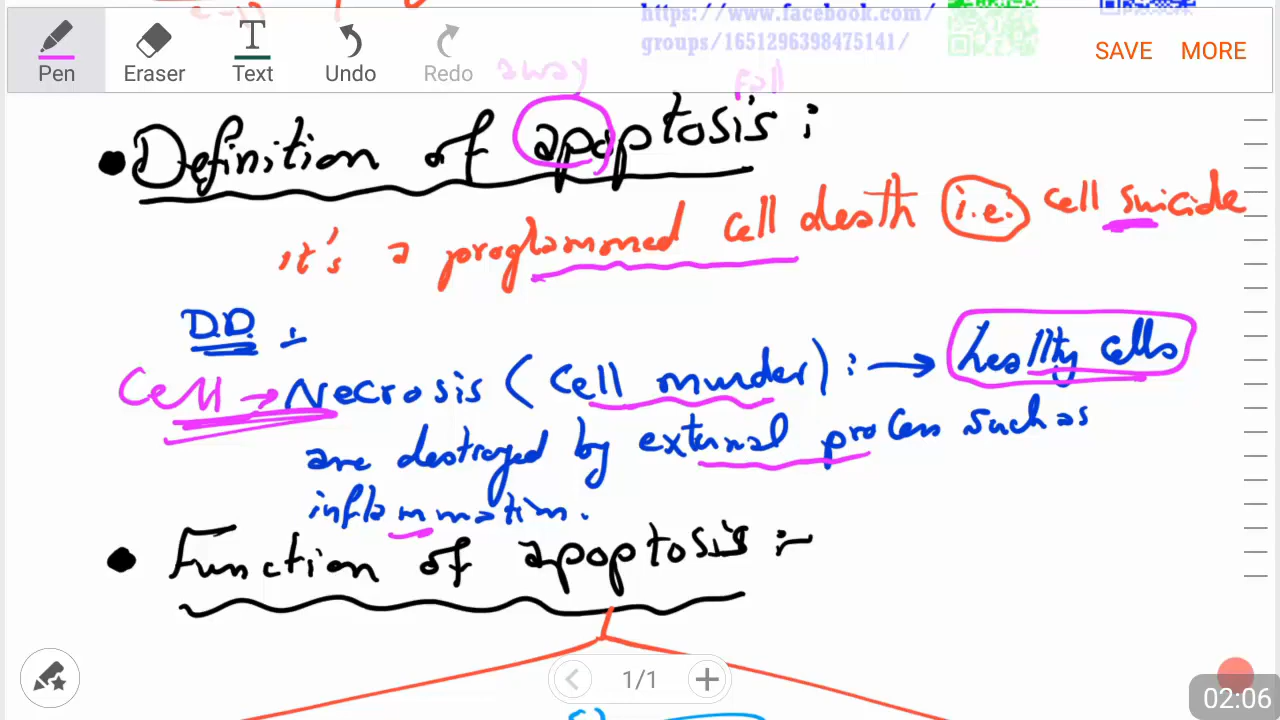 https://www.facebook.com/
groups/1651296398475141/
SAVE
MORE
Pen
Eraser
Text
Undo
Redo
away
fall
Definition of apoptosis :
it's a programmed cell death i.e. cell suicide
D.D. :
Cell → Necrosis (cell murder) : → healthy cells
are destroyed by external process such as
inflammation.
Function of apoptosis :-
1/1
02:06